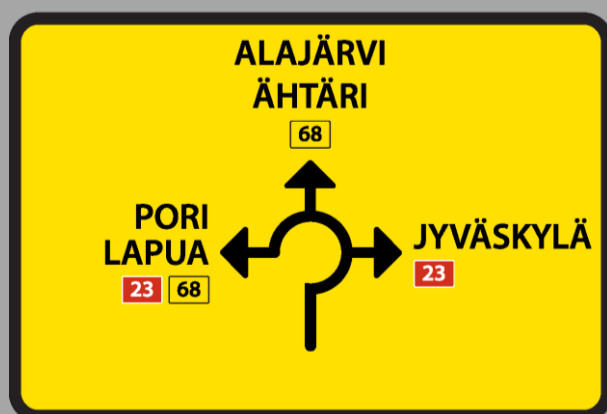 ALAJÄRVI
ÄHTÄRI
68
PORI
LAPUA
23 68
JYVÄSKYLÄ
23